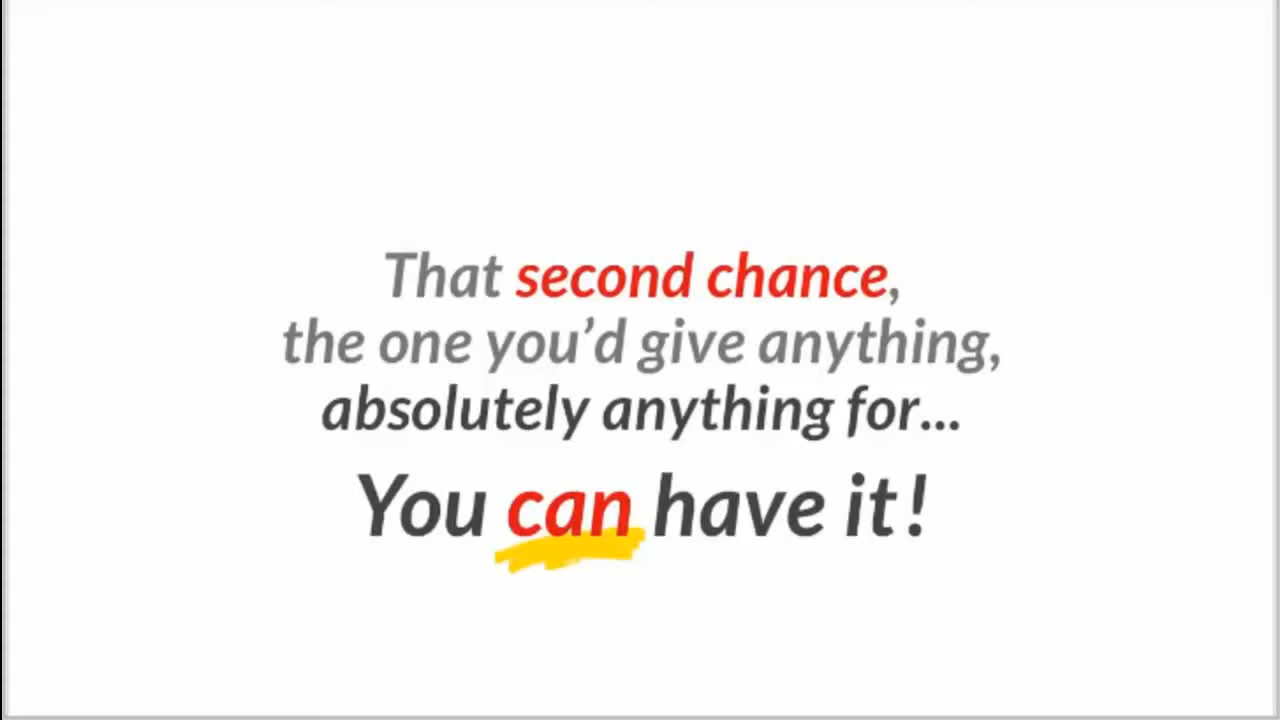 That second chance,
the one you’d give anything,
absolutely anything for...
You can have it!